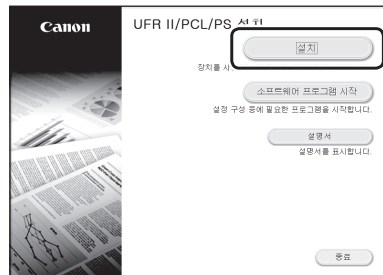 Canon
UFR II/PCL/PS 설치
설치
장치를 사
소프트웨어 프로그램 시작
설정 구성 중에 필요한 프로그램을 시작합니다.
설명서
설명서를 표시합니다.
종료